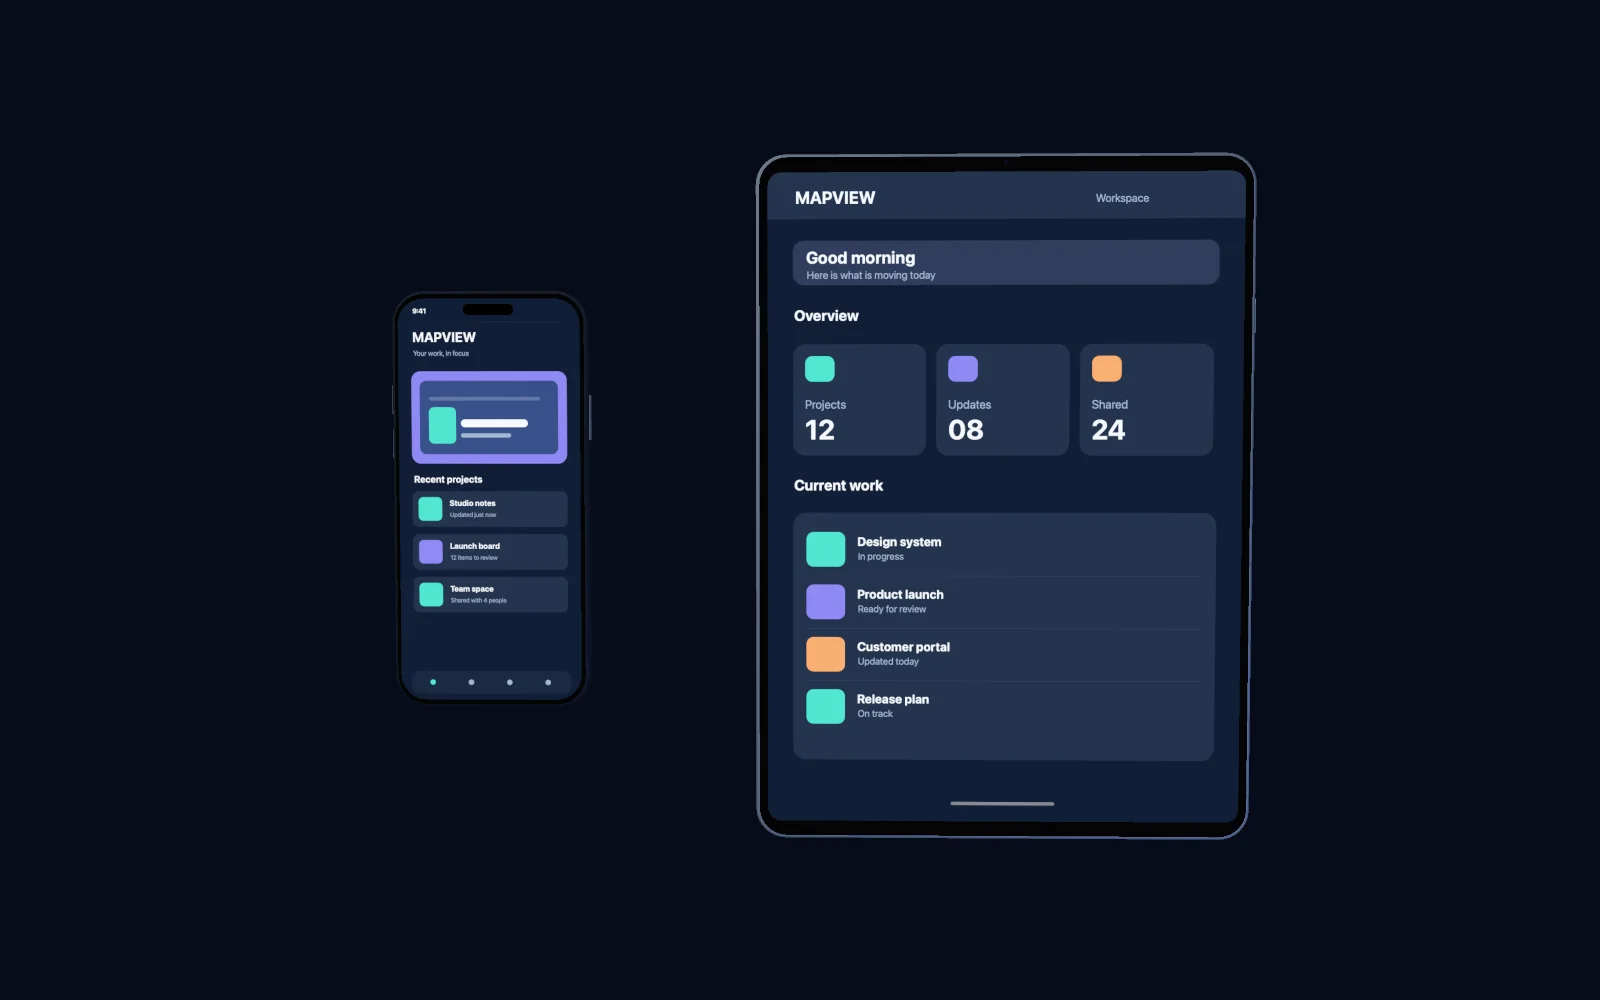 9:41
MAPVIEW
Your work, in focus
Recent projects
Studio notes
Updated just now
Launch board
12 items to review
Team space
Shared with 4 people
MAPVIEW
Workspace
Good morning
Here is what is moving today
Overview
Projects
12
Updates
08
Shared
24
Current work
Design system
In progress
Product launch
Ready for review
Customer portal
Updated today
Release plan
On track